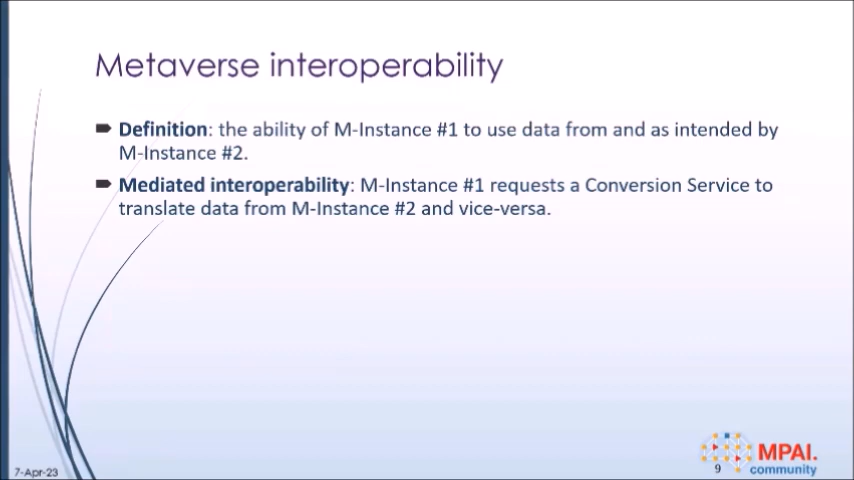 Metaverse interoperability
Definition: the ability of M-Instance #1 to use data from and as intended by
M-Instance #2.
Mediated interoperability: M-Instance #1 requests a Conversion Service to
translate data from M-Instance #2 and vice-versa.
7-Apr-23
9
MPAI.
community